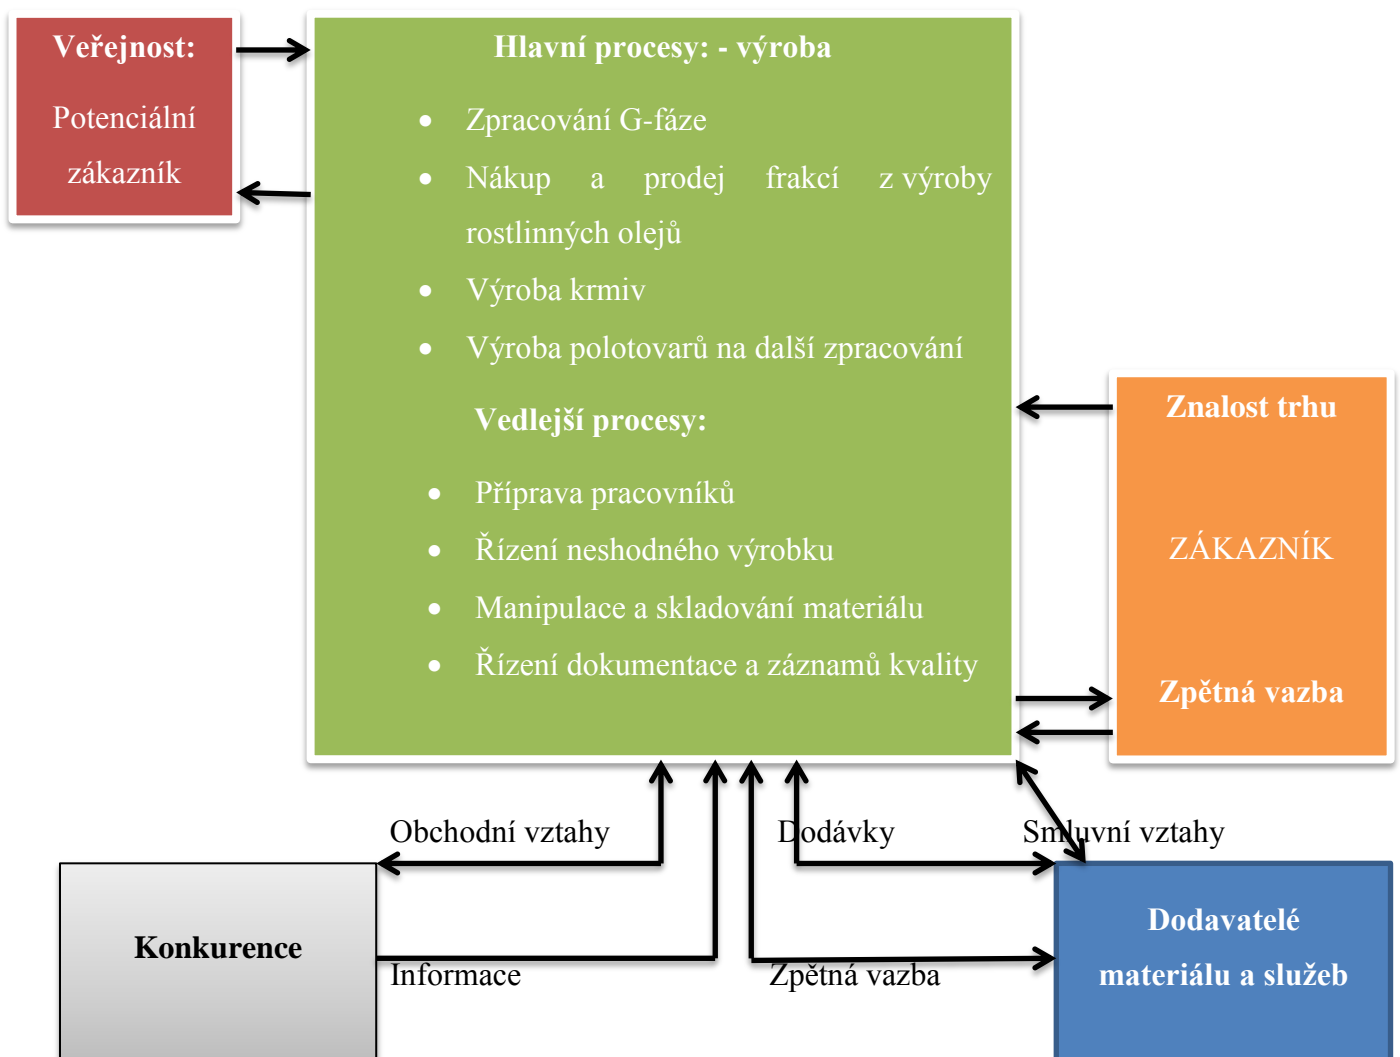 Veřejnost:
Potenciální
zákazník
Hlavní procesy: - výroba
Zpracování G-fáze
Nákup a prodej frakcí z výroby
rostlinných olejů
Výroba krmiv
Výroba polotovarů na další zpracování
Vedlejší procesy:
Příprava pracovníků
Řízení neshodného výrobku
Manipulace a skladování materiálu
Řízení dokumentace a záznamů kvality
Znalost trhu
ZÁKAZNÍK
Zpětná vazba
Obchodní vztahy
Dodávky
Smluvní vztahy
Konkurence
Informace
Zpětná vazba
Dodavatelé
materiálu a služeb